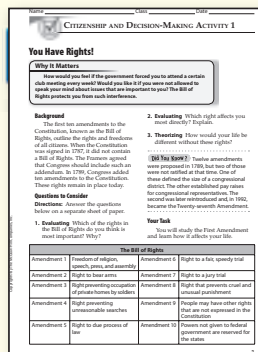 Name Class Date
CITIZENSHIP AND DECISION-MAKING ACTIVITY 1
You Have Rights!
Why It Matters
How would you feel if the government forced you to attend a certain
club meeting every week? Would you like it if you were not allowed to
speak your mind about issues that are important to you? The Bill of
Rights protects you from such interference.
Background
The first ten amendments to the
Constitution, known as the Bill of
Rights, outline the rights and freedoms
of all citizens. When the Constitution
was signed in 1787, it did not contain
a Bill of Rights. The Framers agreed
that Congress should include such an
addendum. In 1789, Congress added
ten amendments to the Constitution.
These rights remain in place today.
Questions to Consider
Directions: Answer the questions
below on a separate sheet of paper.
1. Evaluating Which of the rights in
the Bill of Rights do you think is
most important? Why?
2. Evaluating Which right affects you
most directly? Explain.
3. Theorizing How would your life be
different without these rights?
Did You Know? Twelve amendments
were proposed in 1789, but two of those
were not ratified at that time. One of
these defined the size of a congressional
district. The other established pay raises
for congressional representatives. The
second was later reintroduced and, in 1992,
became the Twenty-seventh Amendment.
Your Task
You will study the First Amendment
and learn how it affects your life.
The Bill of Rights
Amendment 1 Freedom of religion, speech, press, and assembly Amendment 6 Right to a fair, speedy trial
Amendment 2 Right to bear arms Amendment 7 Right to a jury trial
Amendment 3 Right preventing occupation of private homes by soldiers Amendment 8 Right that prevents cruel and unusual punishment
Amendment 4 Right preventing unreasonable searches Amendment 9 People may have other rights that are not expressed in the Constitution
Amendment 5 Right to due process of law Amendment 10 Powers not given to federal government are reserved for the states